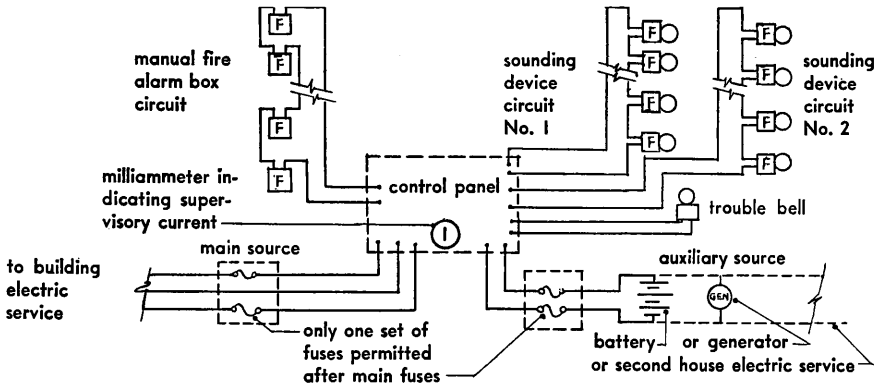 F
F
F
F
manual fire
alarm box
circuit
sounding
device
circuit
No. 1
F
F
F
F
F
F
F
F
sounding
device
circuit
No. 2
control panel
milliammeter in-
dicating super-
visory current
I
trouble bell
main source
to building
electric
service
only one set of
fuses permitted
after main fuses
auxiliary source
GEN
battery or generator
or second house electric service